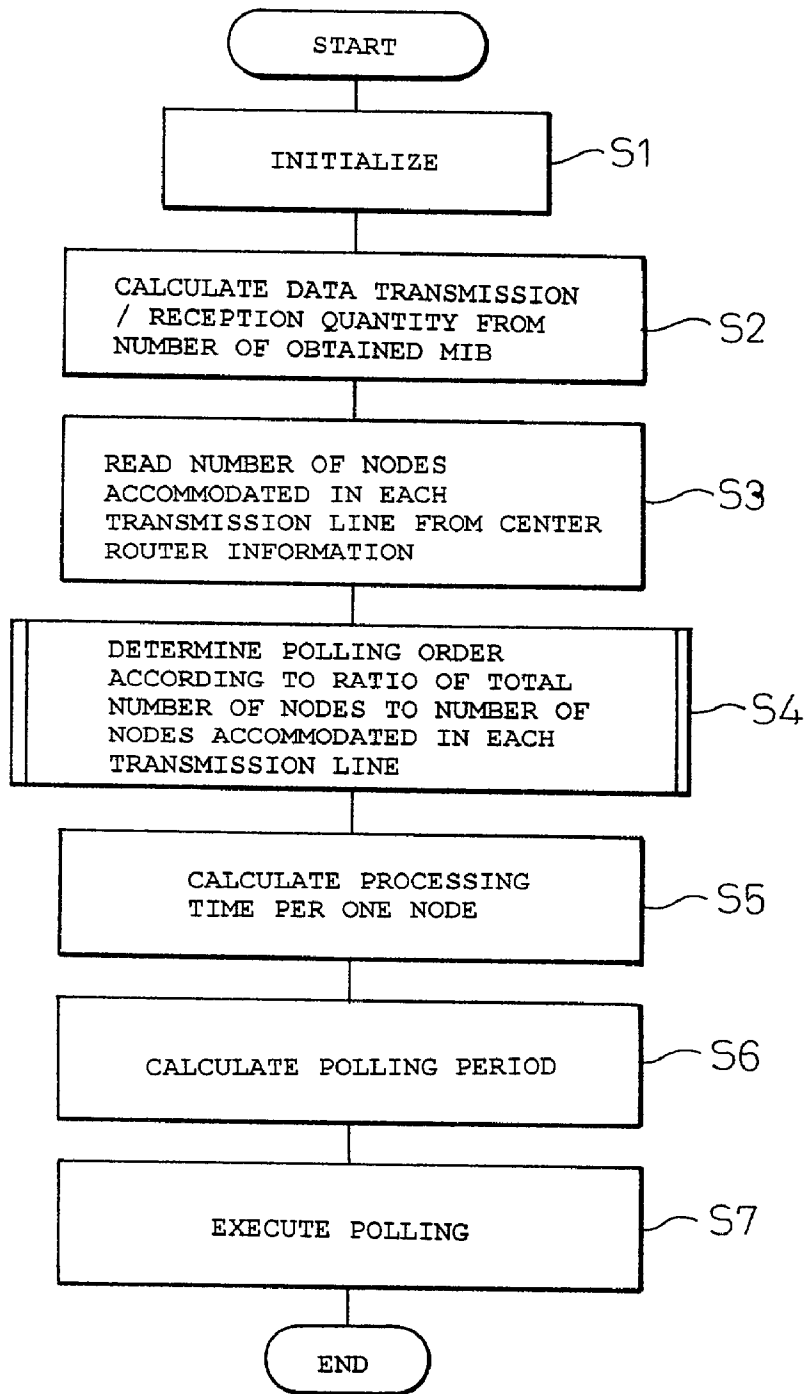 START
INITIALIZE
S1
CALCULATE DATA TRANSMISSION
/ RECEPTION QUANTITY FROM
NUMBER OF OBTAINED MIB
S2
READ NUMBER OF NODES
ACCOMMODATED IN EACH
TRANSMISSION LINE FROM CENTER
ROUTER INFORMATION
S3
DETERMINE POLLING ORDER
ACCORDING TO RATIO OF TOTAL
NUMBER OF NODES TO NUMBER OF
NODES ACCOMMODATED IN EACH
TRANSMISSION LINE
S4
CALCULATE PROCESSING
TIME PER ONE NODE
S5
CALCULATE POLLING PERIOD
S6
EXECUTE POLLING
S7
END